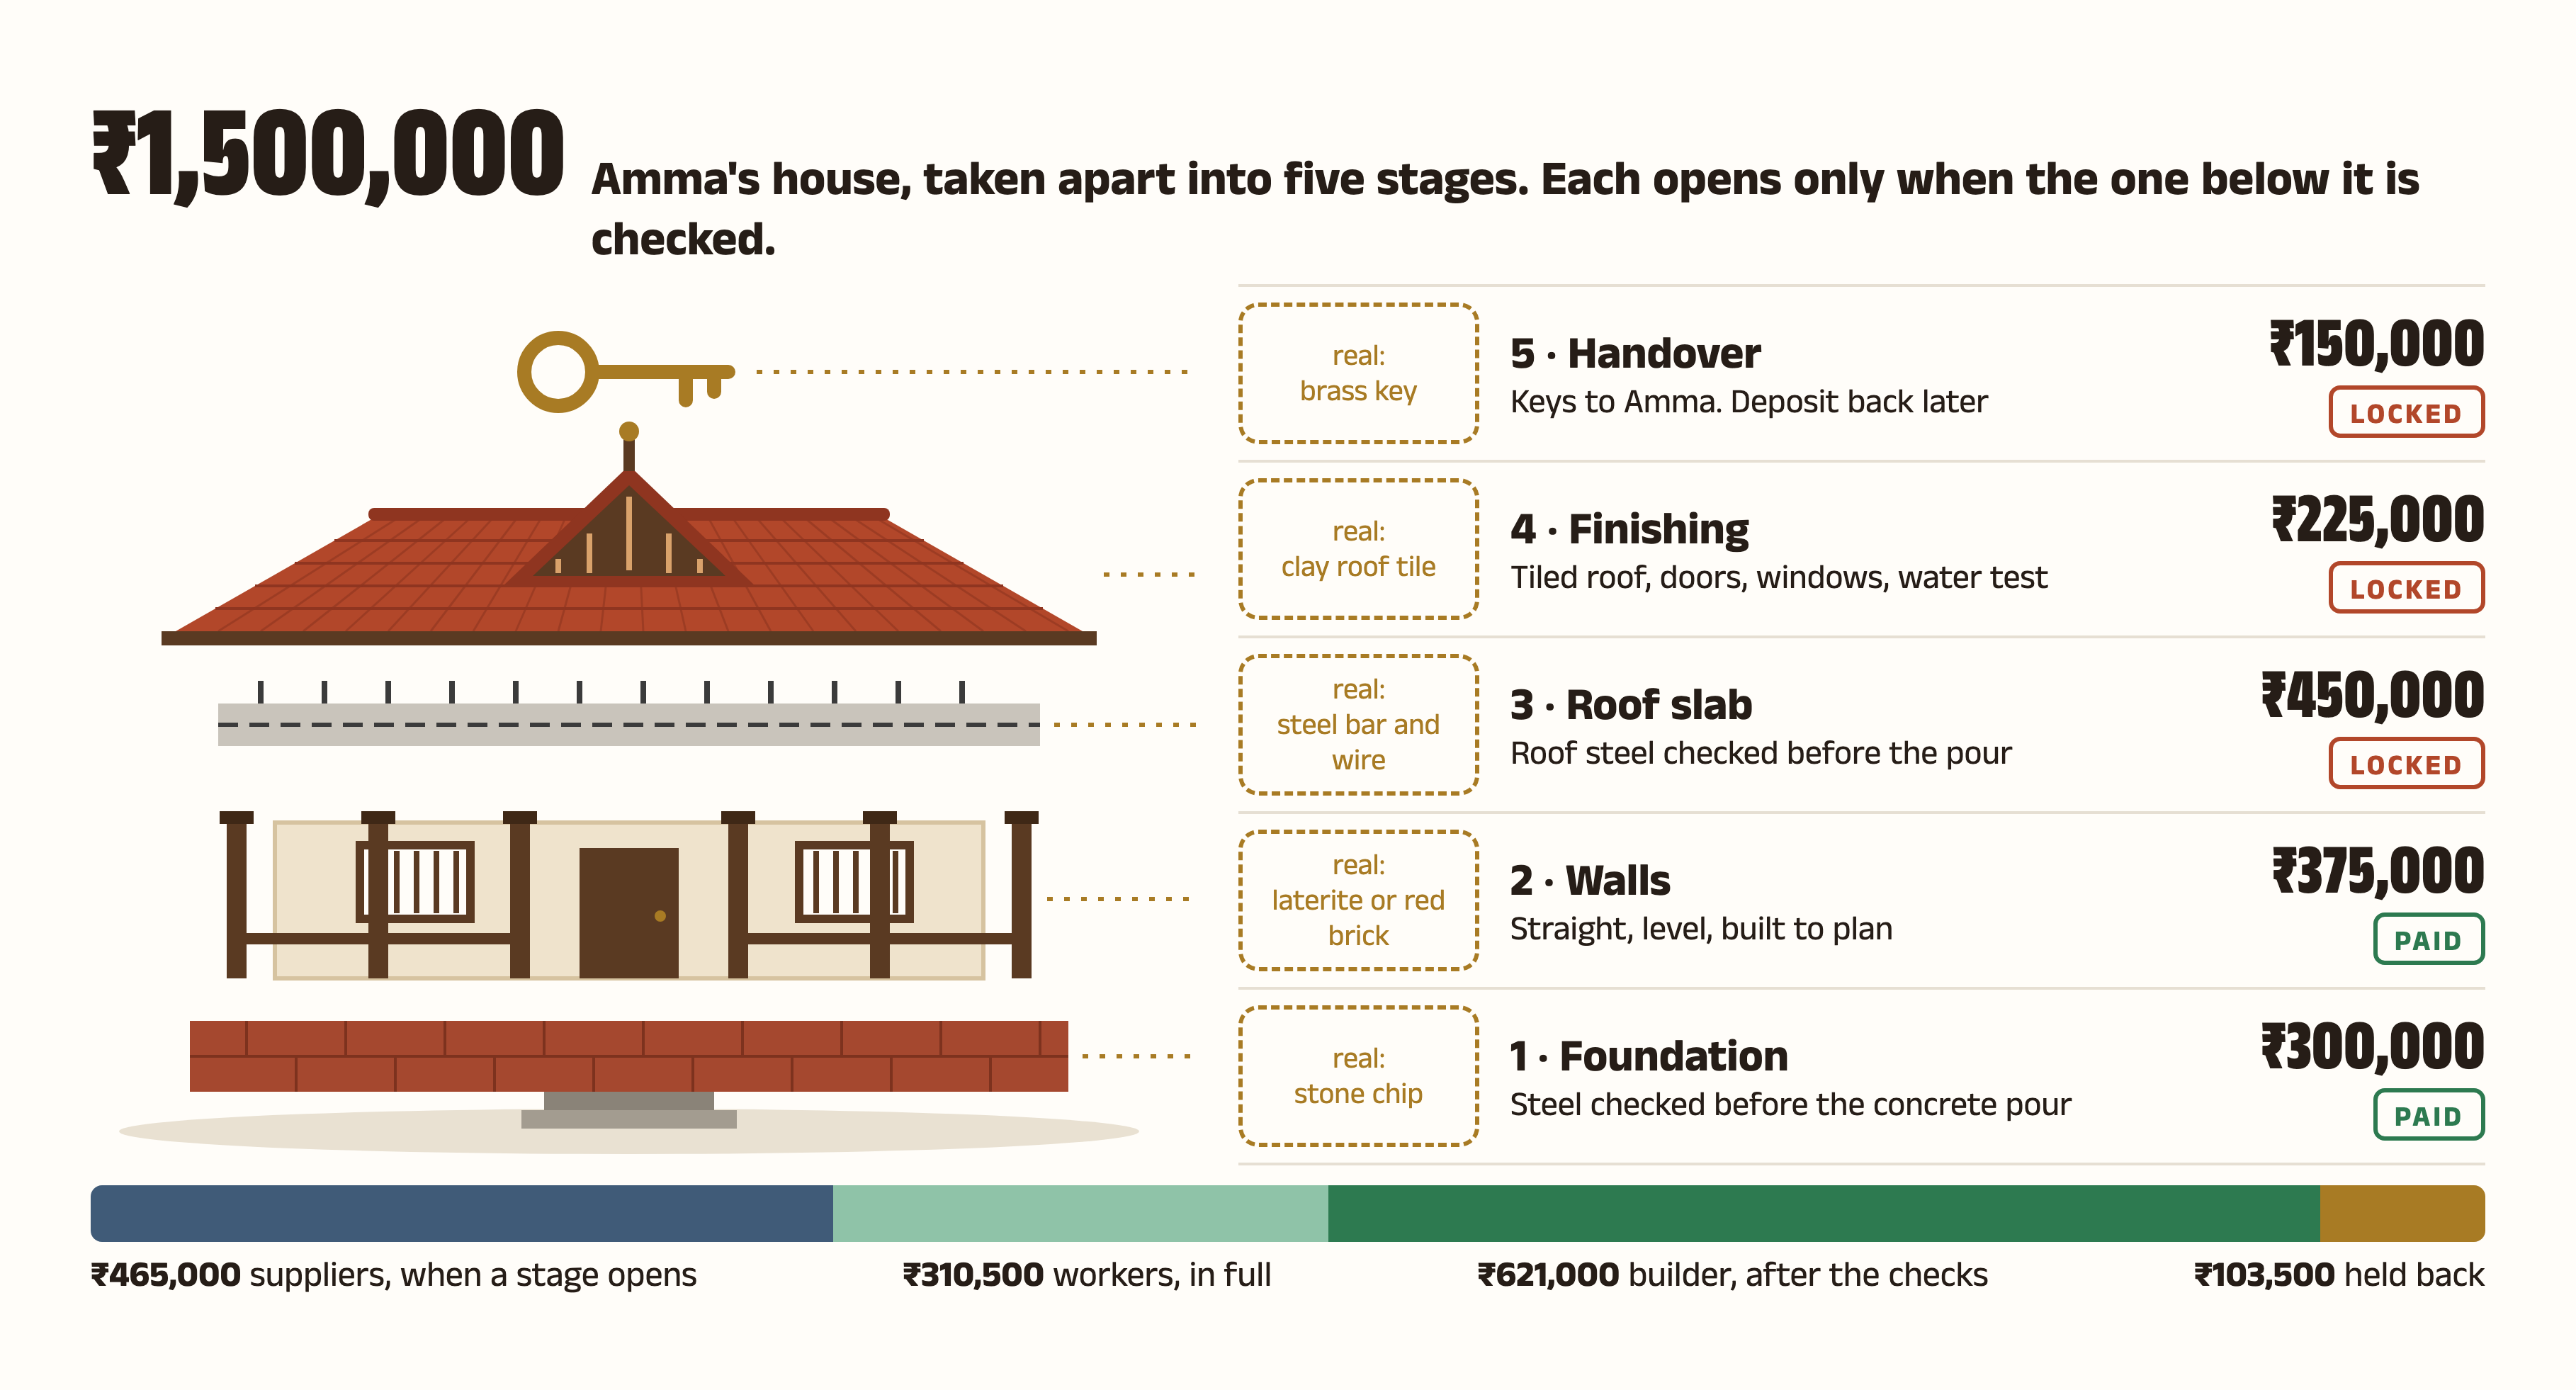 ₹1,500,000 Amma's house, taken apart into five stages. Each opens only when the one below it is
checked.
real:
brass key
5 · Handover
Keys to Amma. Deposit back later
₹150,000
LOCKED
real:
clay roof tile
4 · Finishing
Tiled roof, doors, windows, water test
₹225,000
LOCKED
real:
steel bar and
wire
3 · Roof slab
Roof steel checked before the pour
₹450,000
LOCKED
real:
laterite or red
brick
2 · Walls
Straight, level, built to plan
₹375,000
PAID
real:
stone chip
1 · Foundation
Steel checked before the concrete pour
₹300,000
PAID
₹465,000 suppliers, when a stage opens
₹310,500 workers, in full
₹621,000 builder, after the checks
₹103,500 held back